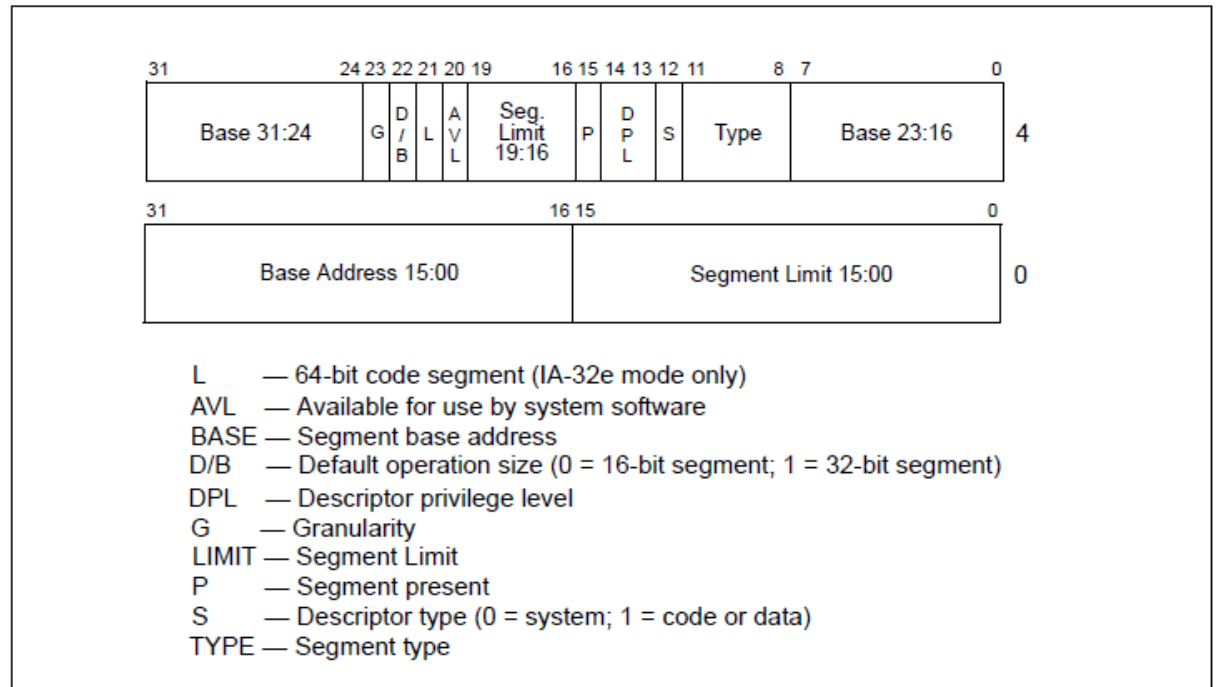 31 24 23 22 21 20 19 16 15 14 13 12 11 8 7 0
Base 31:24 G D/B L AVL Seg. Limit 19:16 P DPL S Type Base 23:16 4
31 16 15 0
Base Address 15:00 Segment Limit 15:00 0
L — 64-bit code segment (IA-32e mode only)
AVL — Available for use by system software
BASE — Segment base address
D/B — Default operation size (0 = 16-bit segment; 1 = 32-bit segment)
DPL — Descriptor privilege level
G — Granularity
LIMIT — Segment Limit
P — Segment present
S — Descriptor type (0 = system; 1 = code or data)
TYPE — Segment type